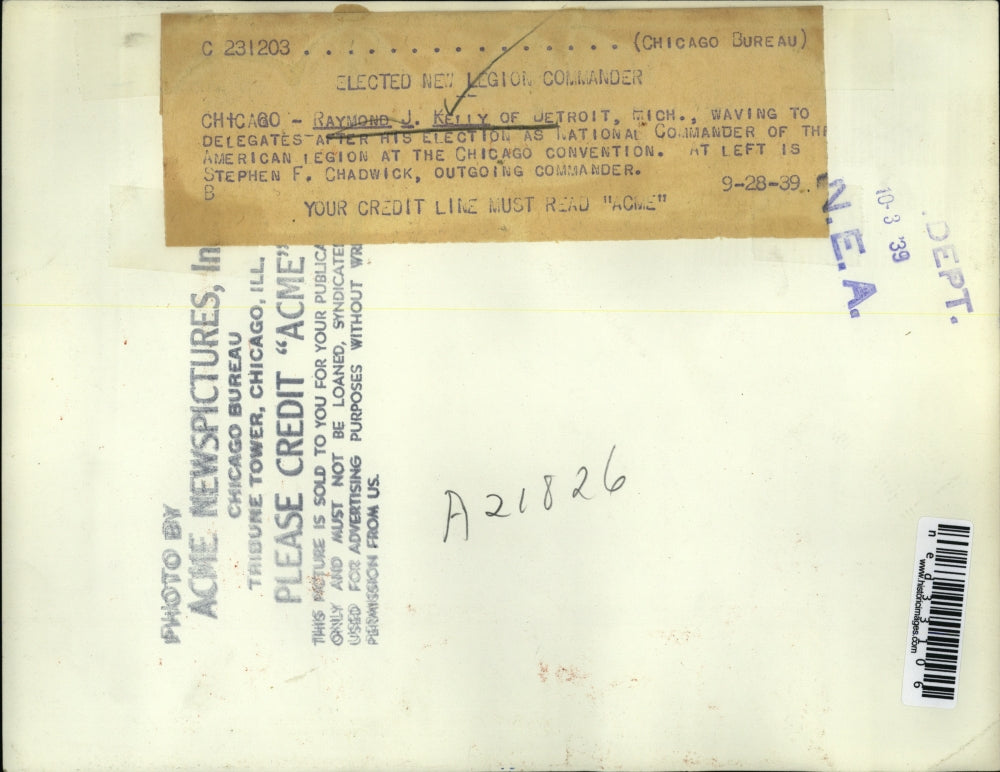 C 231203 . . . . . . . . . . . . . . . . (CHICAGO BUREAU)
ELECTED NEW LEGION COMMANDER
CHICAGO - RAYMOND J. KELLY OF DETROIT, MICH., WAVING TO
DELEGATES AFTER HIS ELECTION AS NATIONAL COMMANDER OF THE
AMERICAN LEGION AT THE CHICAGO CONVENTION. AT LEFT IS
STEPHEN F. CHADWICK, OUTGOING COMMANDER.
B 9-28-39
YOUR CREDIT LINE MUST READ "ACME"
PHOTO BY
ACME NEWSPICTURES, In
CHICAGO BUREAU
TRIBUNE TOWER, CHICAGO, ILL.
PLEASE CREDIT "ACME"
THIS PICTURE IS SOLD TO YOU FOR YOUR PUBLICA
ONLY AND MUST NOT BE LOANED, SYNDICATE
USED FOR ADVERTISING PURPOSES WITHOUT WRI
PERMISSION FROM US.
N.E.A.
10-3 '39
DEPT.
A21826
www.historicimages.com
ned33106